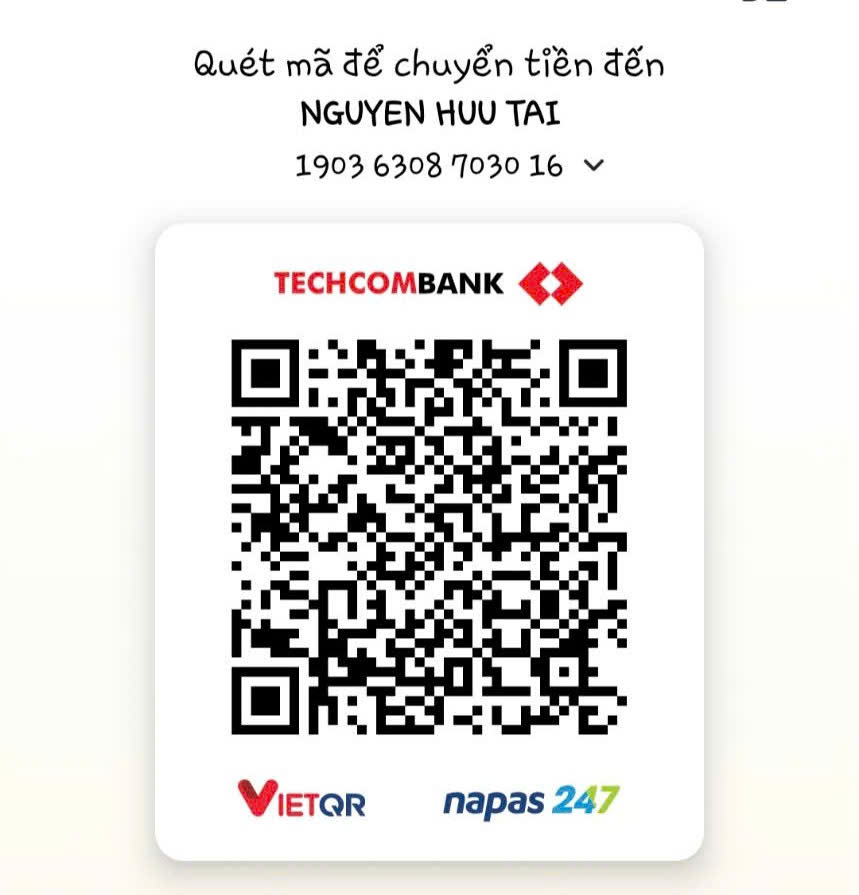 Quét mã để chuyển tiền đến
NGUYEN HUU TAI
1903 6308 7030 16
TECHCOMBANK
VIETQR
napas 247